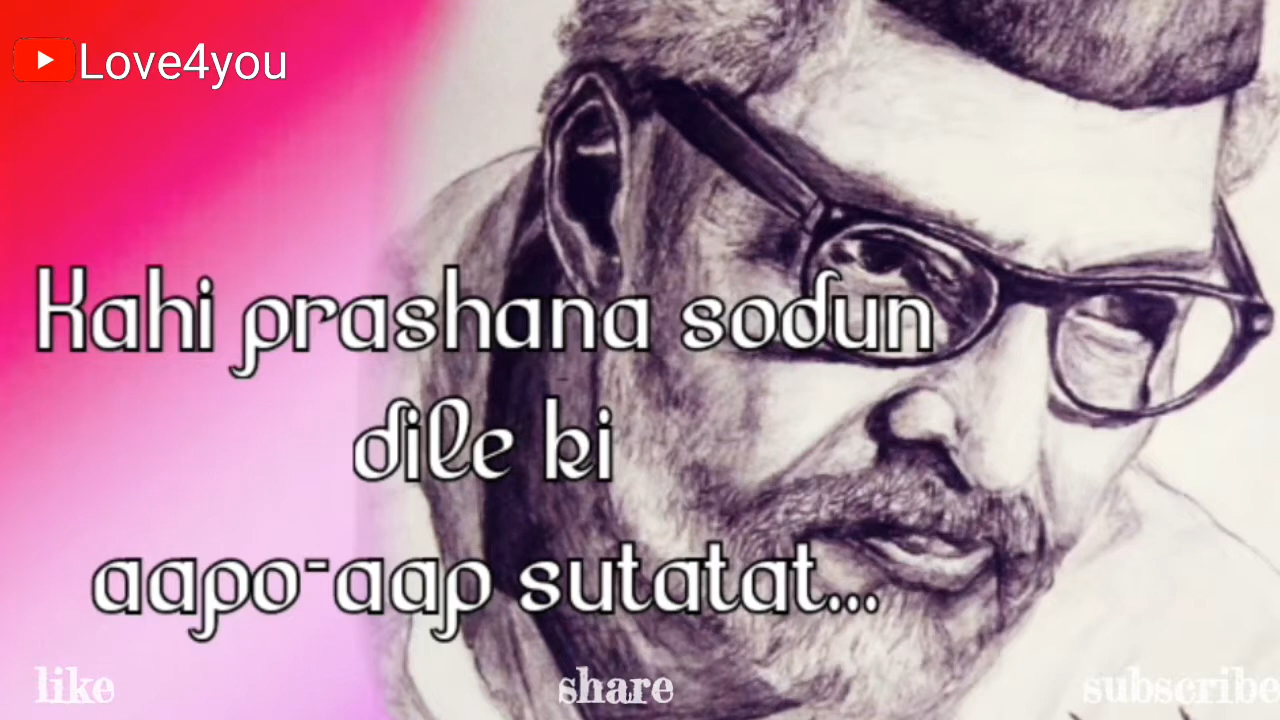 Love4you
Kahi prashana sodun
dile ki
aapo-aap sutatat...
like share subscribe